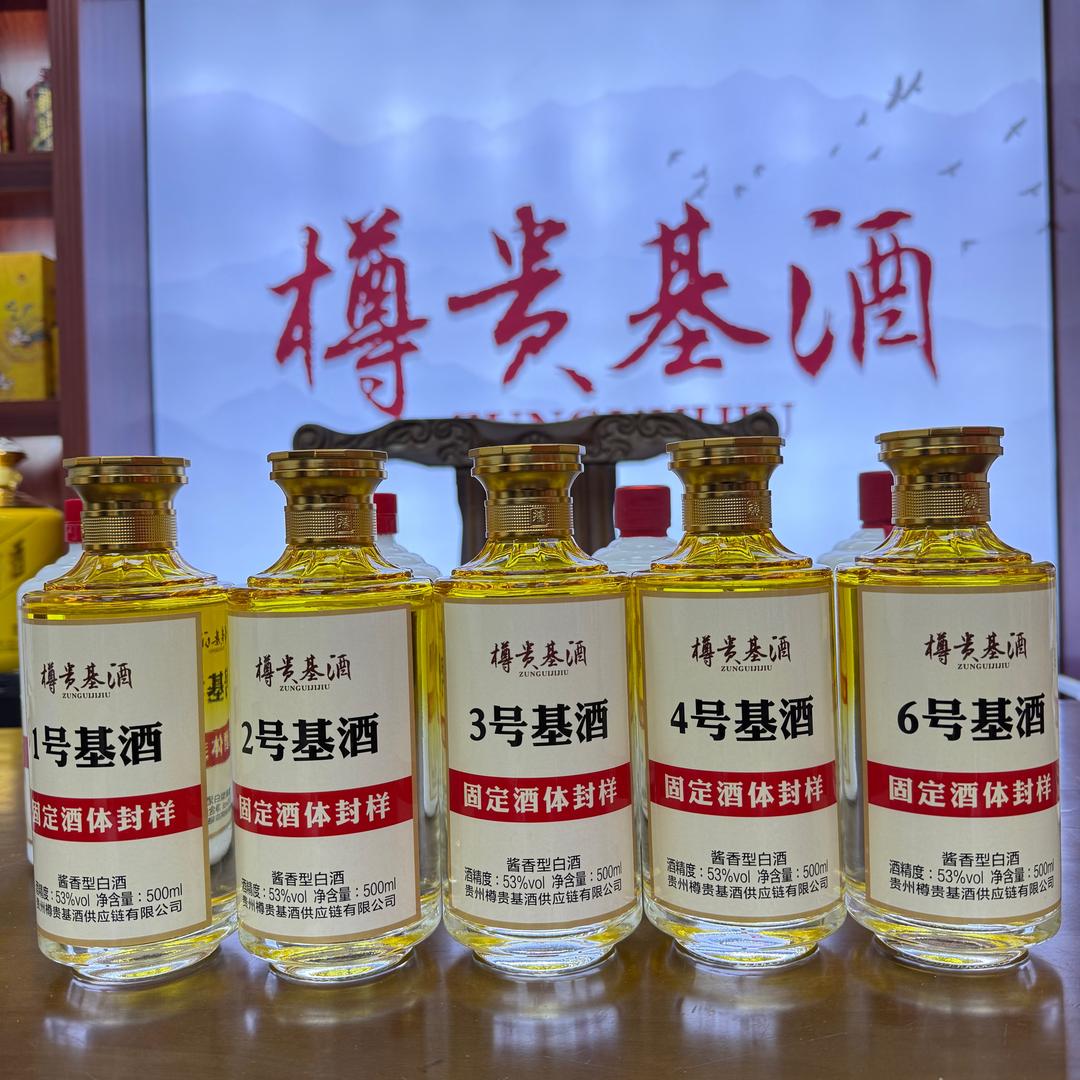 樽贵基酒
樽贵基酒
ZUNGUIJIJIU
1号基酒
固定酒体封样
酱香型白酒
酒精度：53%vol 净含量：500ml
贵州樽贵基酒供应链有限公司
樽贵基酒
ZUNGUIJIJIU
2号基酒
固定酒体封样
酱香型白酒
酒精度：53%vol 净含量：500ml
贵州樽贵基酒供应链有限公司
樽贵基酒
ZUNGUIJIJIU
3号基酒
固定酒体封样
酱香型白酒
酒精度：53%vol 净含量：500ml
贵州樽贵基酒供应链有限公司
樽贵基酒
ZUNGUIJIJIU
4号基酒
固定酒体封样
酱香型白酒
酒精度：53%vol 净含量：500ml
贵州樽贵基酒供应链有限公司
樽贵基酒
ZUNGUIJIJIU
6号基酒
固定酒体封样
酱香型白酒
酒精度：53%vol 净含量：500ml
贵州樽贵基酒供应链有限公司